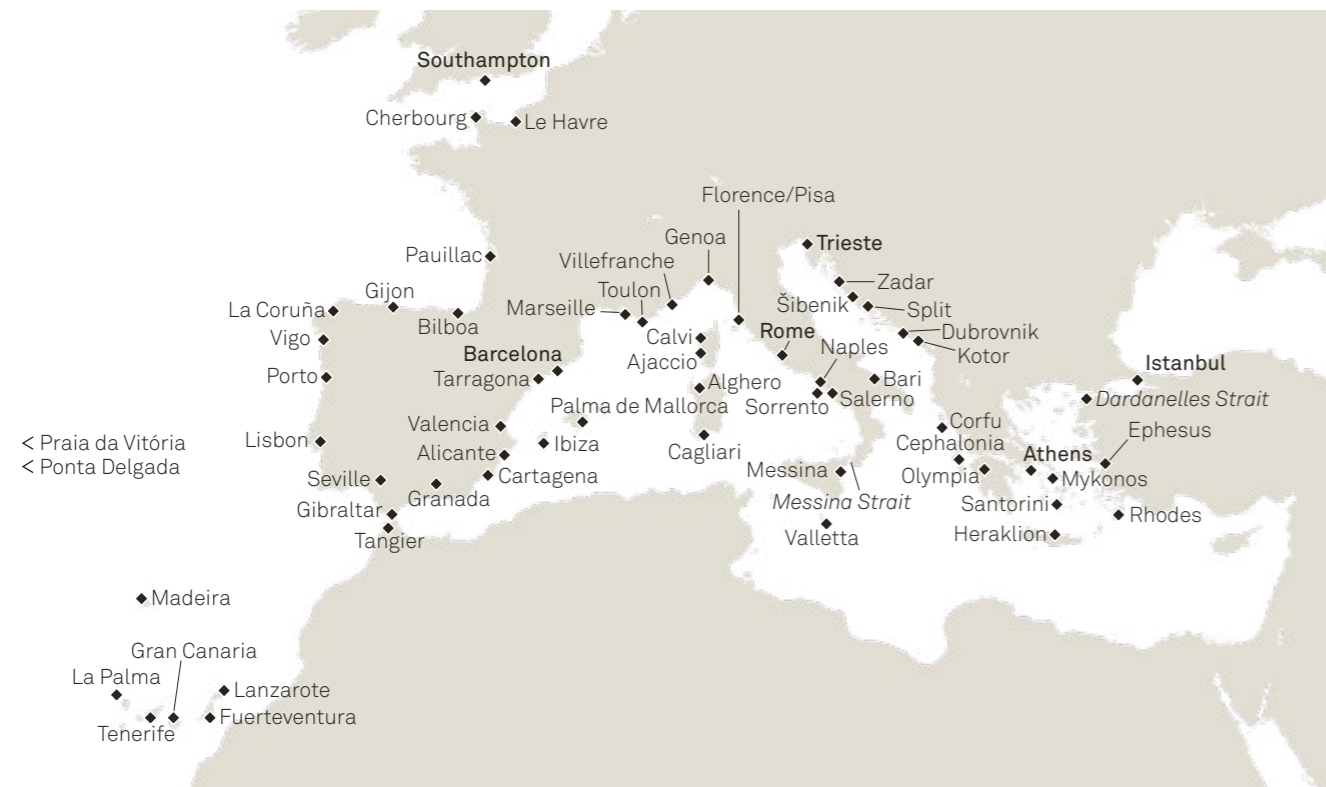 Southampton
Cherbourg
Le Havre
Florence/Pisa
Genoa
Trieste
Pauillac
Villefranche
Zadar
Gijon
Toulon
La Coruña
Marseille
Šibenik
Split
Bilboa
Vigo
Calvi
Rome
Dubrovnik
Naples
Kotor
Barcelona
Ajaccio
Istanbul
Porto
Tarragona
Alghero
Bari
Palma de Mallorca
Sorrento
Salerno
Dardanelles Strait
Valencia
Corfu
Ephesus
< Praia da Vitória
Lisbon
Ibiza
Cephalonia
< Ponta Delgada
Alicante
Cagliari
Athens
Seville
Cartagena
Messina
Olympia
Mykonos
Granada
Messina Strait
Santorini
Gibraltar
Rhodes
Tangier
Valletta
Heraklion
Madeira
Gran Canaria
La Palma
Lanzarote
Fuerteventura
Tenerife